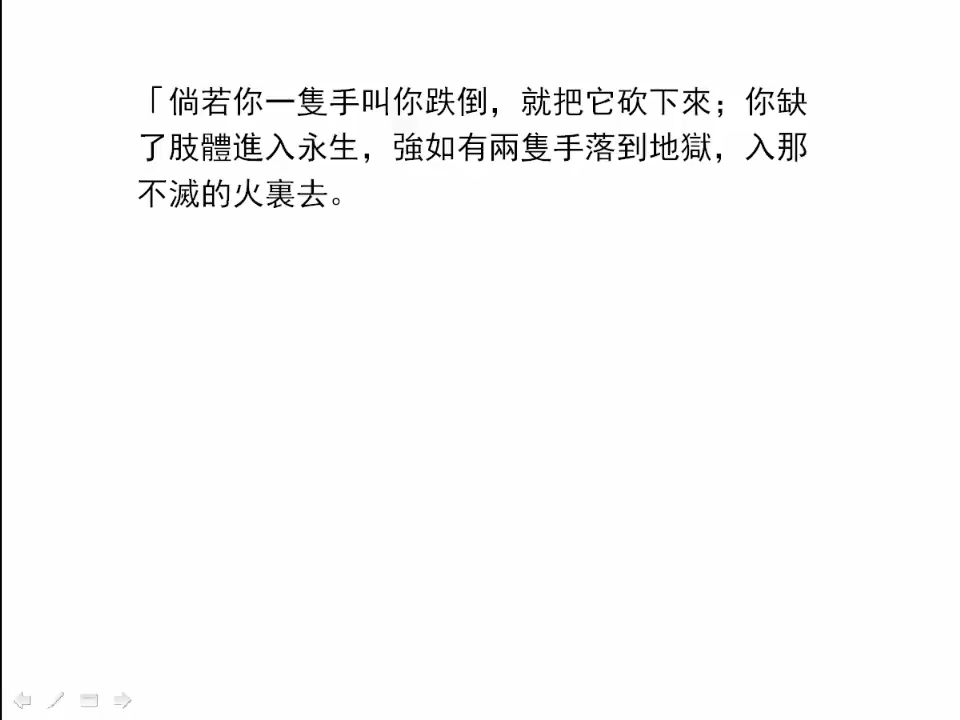 「倘若你一隻手叫你跌倒，就把它砍下來；你缺
了肢體進入永生，強如有兩隻手落到地獄，入那
不滅的火裏去。